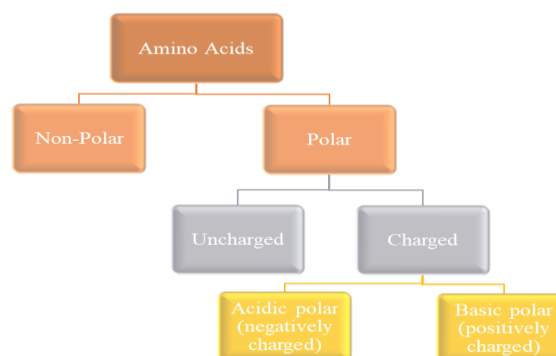 Amino Acids
Non-Polar
Polar
Uncharged
Charged
Acidic polar
(negatively
charged)
Basic polar
(positively
charged)